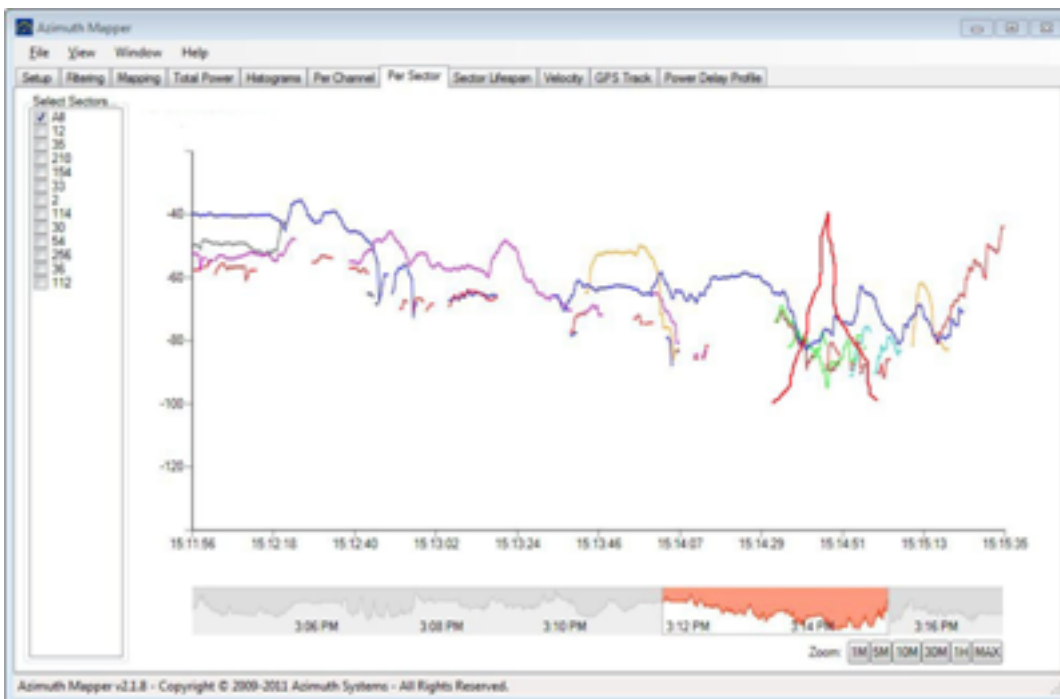 Azimuth Mapper
File View Window Help
Setup Filtering Mapping Total Power Histograms Per Channel Per Sector Sector Lifespan Velocity GPS Track Power Delay Profile
Select Sectors...
All
12
35
210
154
33
2
114
30
54
256
36
112
-40
-60
-80
-100
-120
15:11:56 15:12:18 15:12:40 15:13:02 15:13:24 15:13:46 15:14:07 15:14:29 15:14:51 15:15:13 15:15:35
3:06 PM 3:08 PM 3:10 PM 3:12 PM 3:14 PM 3:16 PM
Zoom: 1M 5M 10M 30M 1H MAX
Azimuth Mapper v2.1.8 - Copyright © 2009-2011 Azimuth Systems - All Rights Reserved.